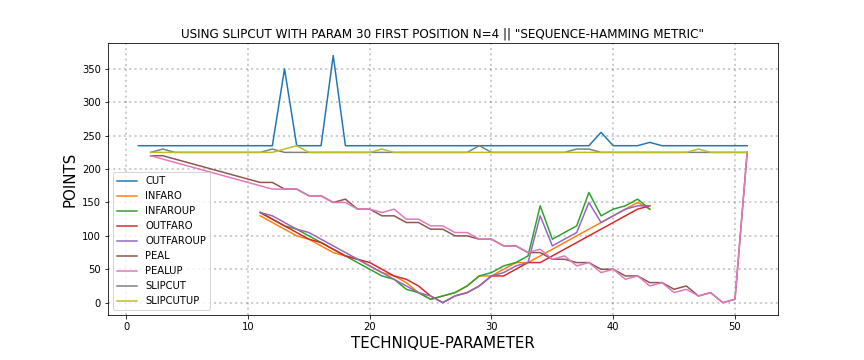 USING SLIPCUT WITH PARAM 30 FIRST POSITION N=4 || "SEQUENCE-HAMMING METRIC"
POINTS
350
300
250
200
150
100
50
0
CUT
INFARO
INFAROUP
OUTFARO
OUTFAROUP
PEAL
PEALUP
SLIPCUT
SLIPCUTUP
0 10 20 30 40 50
TECHNIQUE-PARAMETER